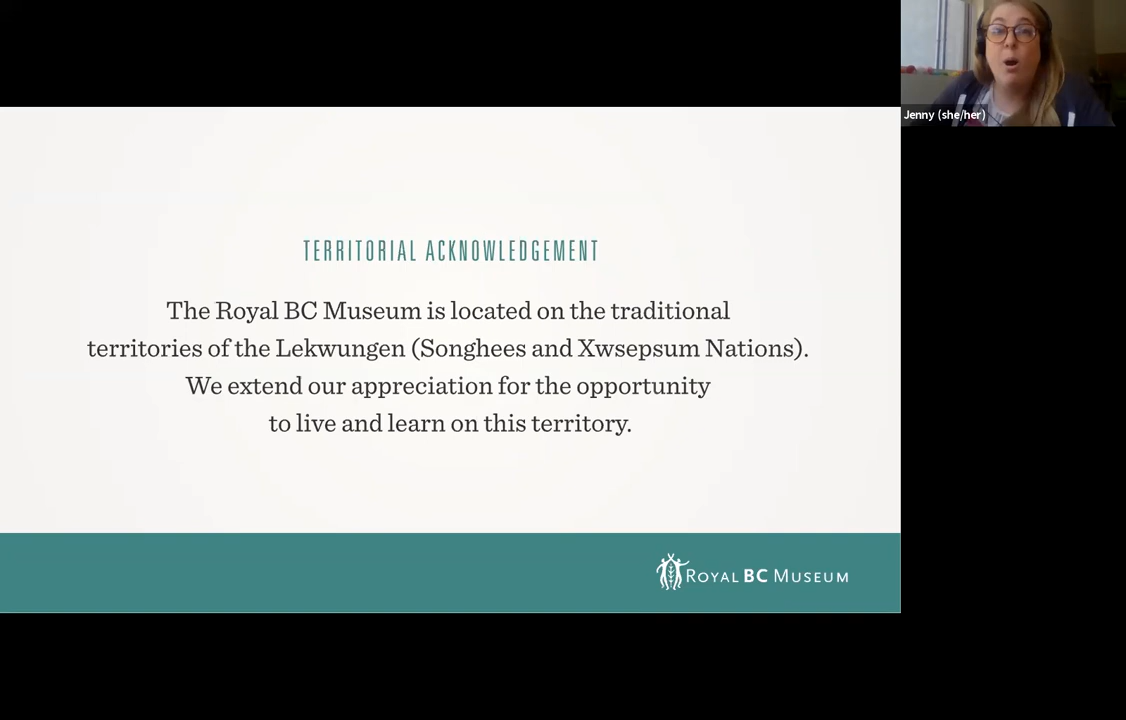 Jenny (she/her)
TERRITORIAL ACKNOWLEDGEMENT
The Royal BC Museum is located on the traditional
territories of the Lekwungen (Songhees and Xwsepsum Nations).
We extend our appreciation for the opportunity
to live and learn on this territory.
ROYAL BC MUSEUM